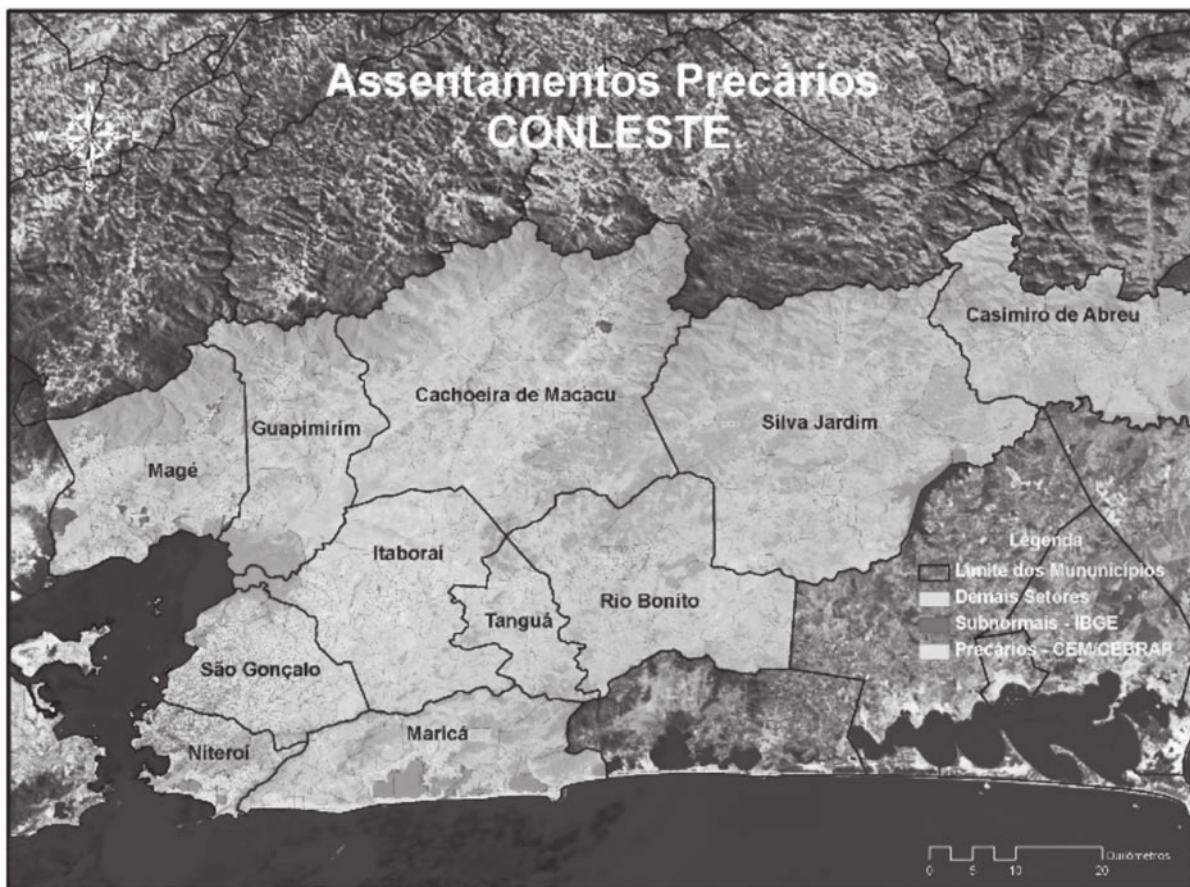 Assentamentos Precários
CONLESTE
N
W
E
S
Casimiro de Abreu
Cachoeira de Macacu
Silva Jardim
Guapimirim
Magé
Itaboraí
Rio Bonito
Tanguá
São Gonçalo
Maricá
Niteroí
Legenda
Limite dos Mununicípios
Demais Setores
Subnormais - IBGE
Precários - CEM/CEBRAP
Quilômetros
0 5 10 20